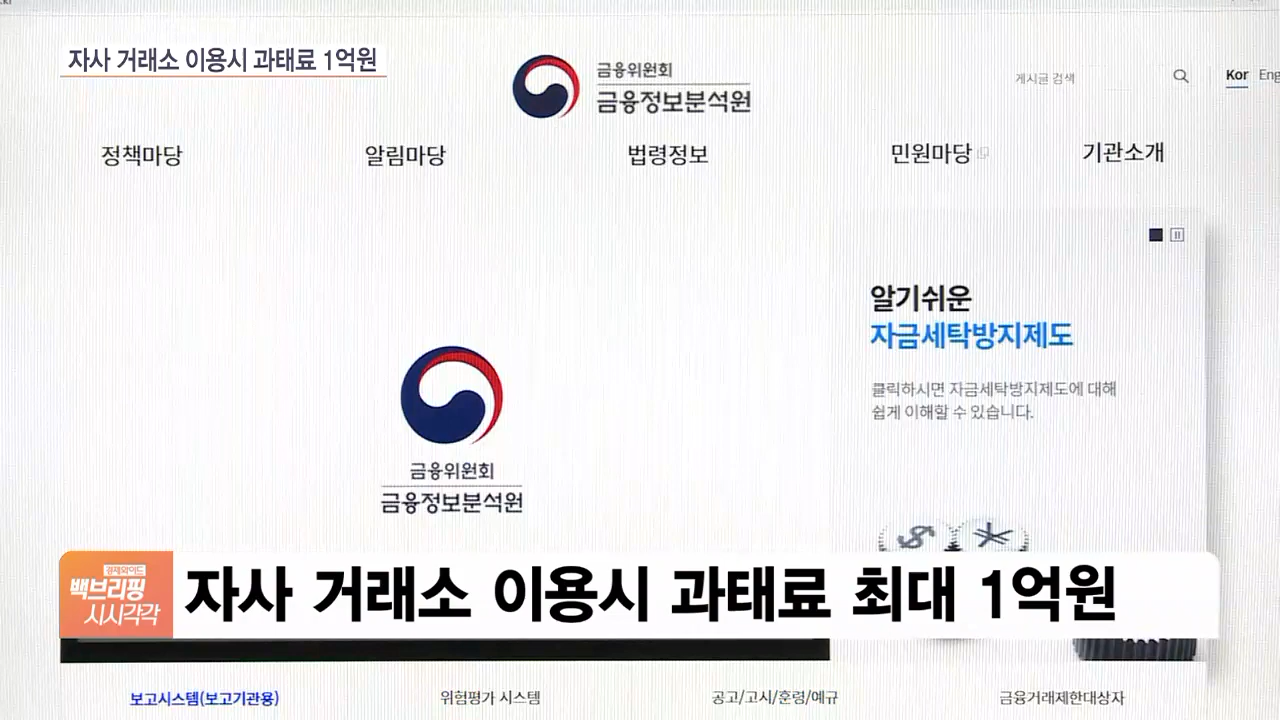 자사 거래소 이용시 과태료 1억원
금융위원회
금융정보분석원
게시글 검색
Kor Eng
정책마당 알림마당 법령정보 민원마당 기관소개
알기쉬운
자금세탁방지제도
클릭하시면 자금세탁방지제도에 대해
쉽게 이해할 수 있습니다.
금융위원회
금융정보분석원
경제와이드
백브리핑
시시각각
자사 거래소 이용시 과태료 최대 1억원
보고시스템(보고기관용) 위험평가 시스템 공고/고시/훈령/예규 금융거래제한대상자